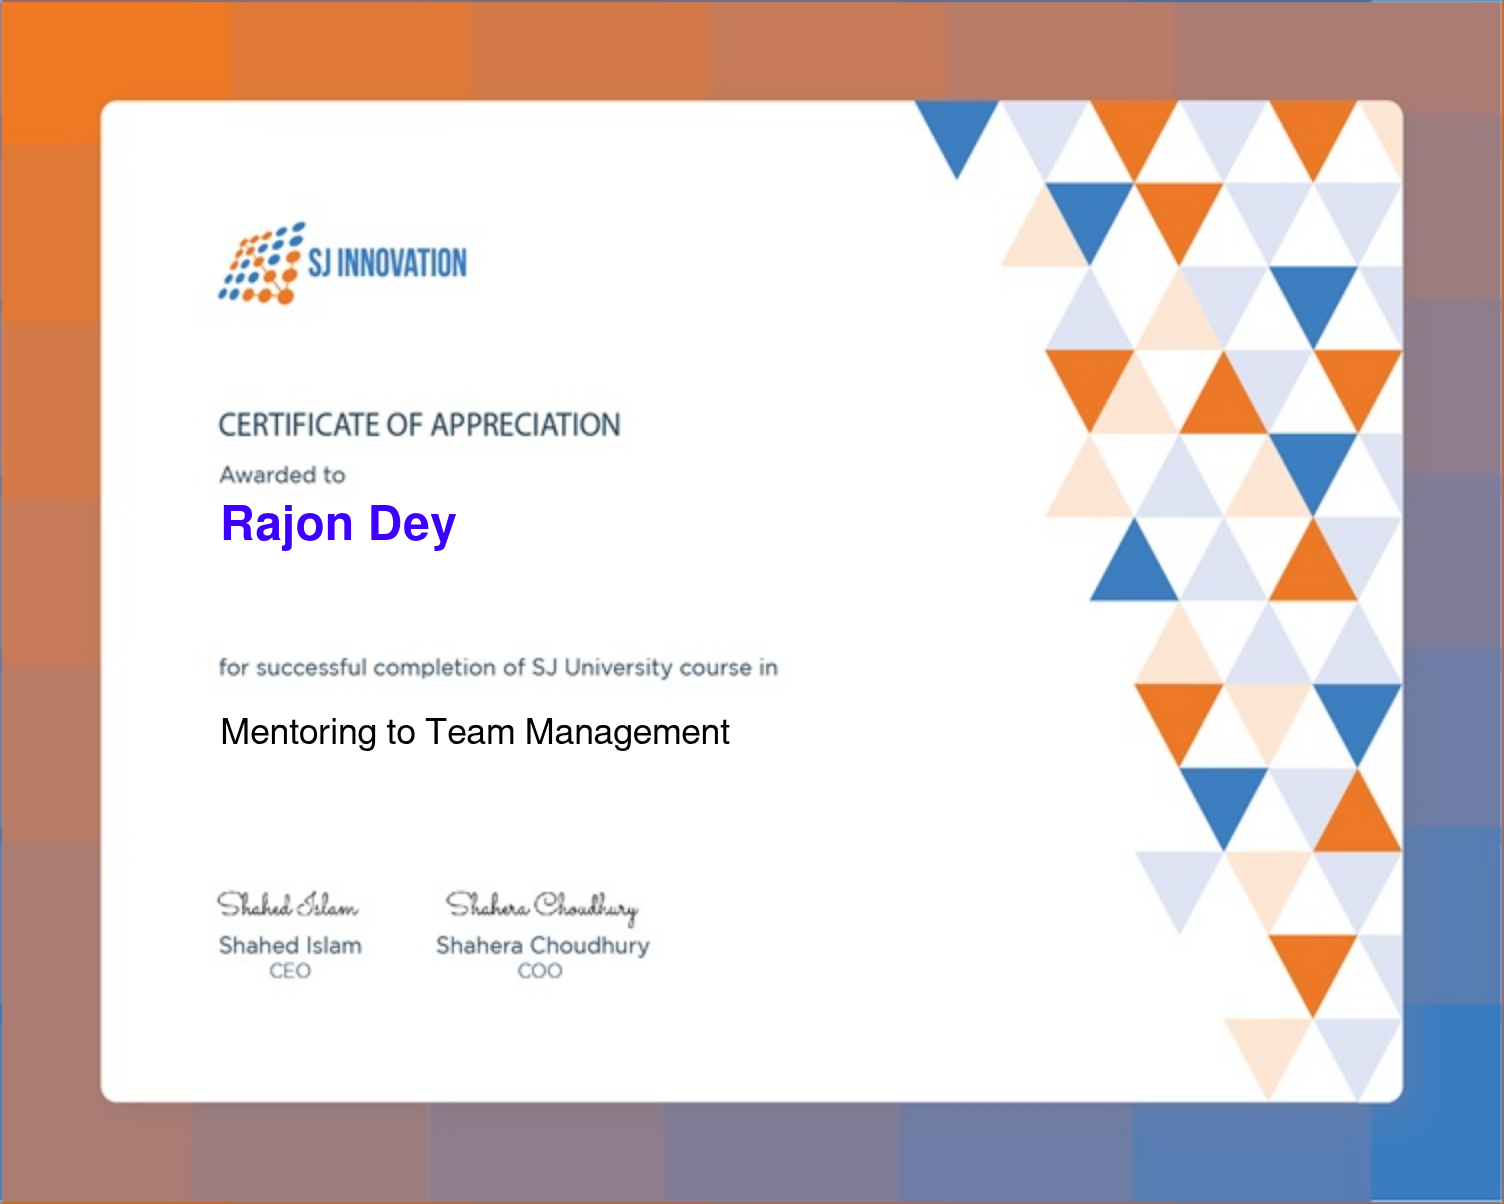 SJ INNOVATION
CERTIFICATE OF APPRECIATION
Awarded to
Rajon Dey
for successful completion of SJ University course in
Mentoring to Team Management
Shahed Islam
Shahera Choudhury
Shahed Islam
Shahera Choudhury
CEO
COO